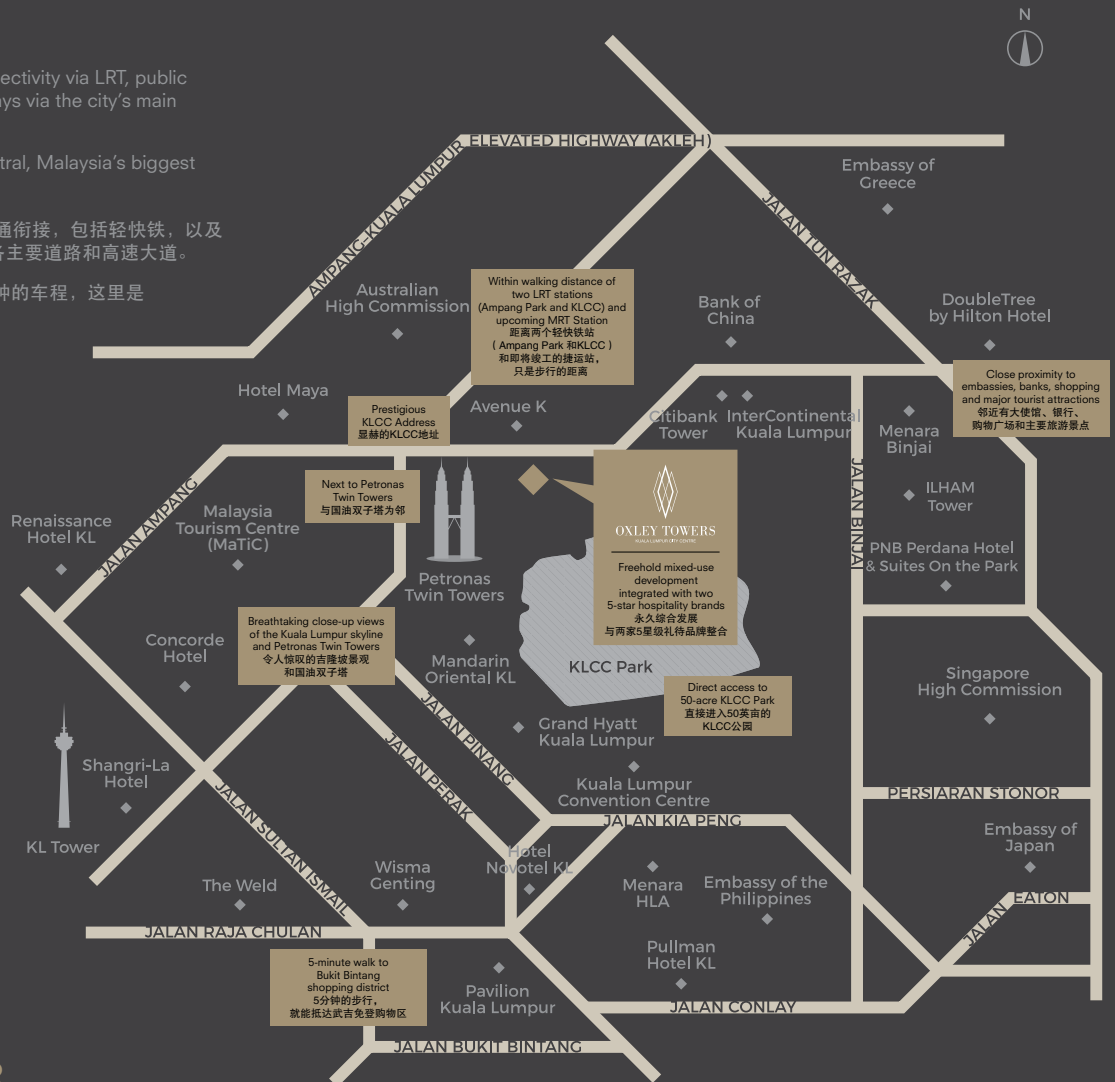 N
ectivity via LRT, public
ys via the city's main
tral, Malaysia's biggest
通衔接，包括轻快铁，以及
各主要道路和高速大道。
钟的车程，这里是
ELEVATED HIGHWAY (AKLEH)
AMPANG-KUALA LUMPUR
JALAN TUN RAZAK
Embassy of
Greece
Australian
High Commission
Within walking distance of
two LRT stations
(Ampang Park and KLCC) and
upcoming MRT Station
距离两个轻快铁站
( Ampang Park 和KLCC )
和即将竣工的捷运站，
只是步行的距离
Bank of
China
DoubleTree
by Hilton Hotel
Close proximity to
embassies, banks, shopping
and major tourist attractions
邻近有大使馆、银行、
购物广场和主要旅游景点
Hotel Maya
Prestigious
KLCC Address
显赫的KLCC地址
Avenue K
Citibank
Tower
InterContinental
Kuala Lumpur
Menara
Binjai
JALAN AMPANG
Next to Petronas
Twin Towers
与国油双子塔为邻
JALAN BINJAI
ILHAM
Tower
Renaissance
Hotel KL
Malaysia
Tourism Centre
(MaTiC)
OXLEY TOWERS
KUALA LUMPUR CITY CENTRE
Freehold mixed-use
development
integrated with two
5-star hospitality brands
永久综合发展
与两家5星级礼待品牌整合
PNB Perdana Hotel
& Suites On the Park
Petronas
Twin Towers
Breathtaking close-up views
of the Kuala Lumpur skyline
and Petronas Twin Towers
令人惊叹的吉隆坡景观
和国油双子塔
Concorde
Hotel
Mandarin
Oriental KL
KLCC Park
Direct access to
50-acre KLCC Park
直接进入50英亩的
KLCC公园
Singapore
High Commission
JALAN PINANG
JALAN PERAK
Grand Hyatt
Kuala Lumpur
Shangri-La
Hotel
KL Tower
JALAN SULTAN ISMAIL
Kuala Lumpur
Convention Centre
JALAN KIA PENG
PERSIARAN STONOR
Embassy of
Japan
Hotel
Novotel KL
Wisma
Genting
The Weld
Menara
HLA
Embassy of the
Philippines
JALAN EATON
JALAN RAJA CHULAN
Pullman
Hotel KL
5-minute walk to
Bukit Bintang
shopping district
5分钟的步行，
就能抵达武吉免登购物区
Pavilion
Kuala Lumpur
JALAN CONLAY
JALAN BUKIT BINTANG